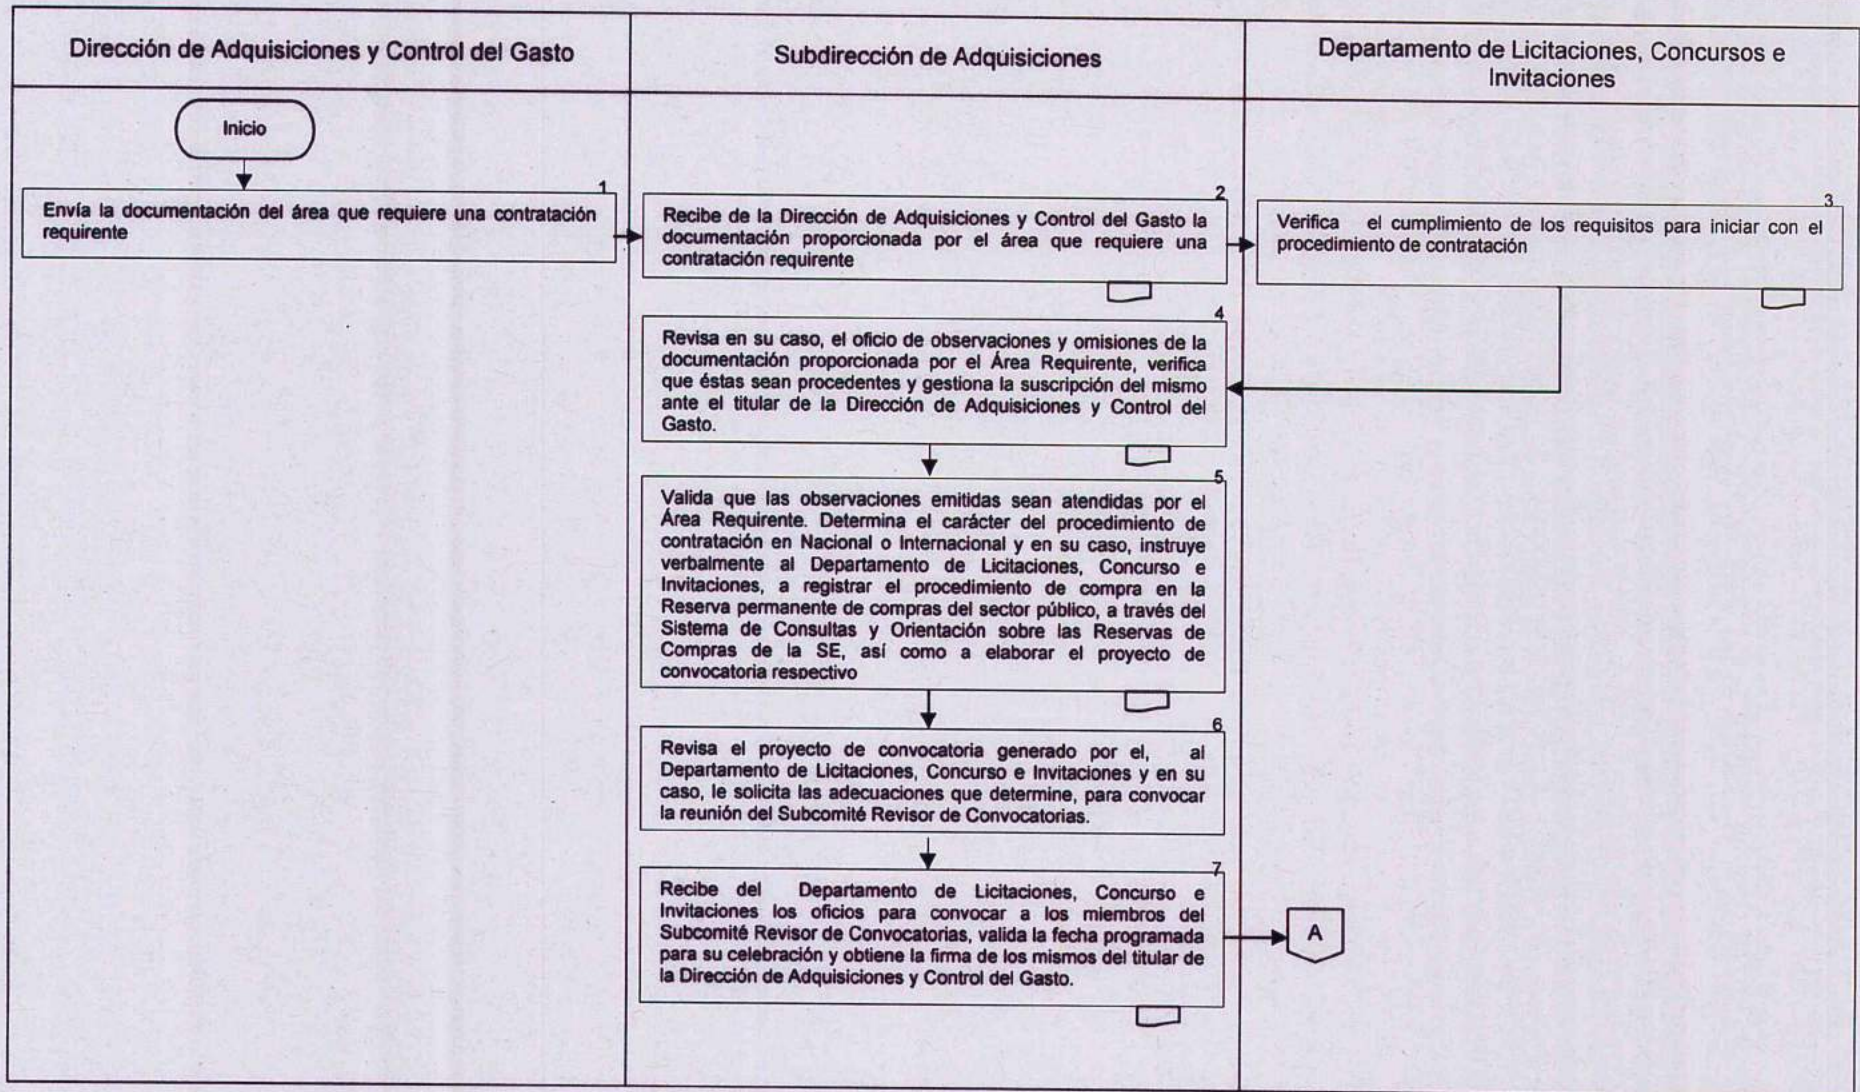 Dirección de Adquisiciones y Control del Gasto
Subdirección de Adquisiciones
Departamento de Licitaciones, Concursos e
Invitaciones
Inicio
1
Envía la documentación del área que requiere una contratación
requirente
2
Recibe de la Dirección de Adquisiciones y Control del Gasto la
documentación proporcionada por el área que requiere una
contratación requirente
3
Verifica el cumplimiento de los requisitos para iniciar con el
procedimiento de contratación
4
Revisa en su caso, el oficio de observaciones y omisiones de la
documentación proporcionada por el Área Requirente, verifica
que éstas sean procedentes y gestiona la suscripción del mismo
ante el titular de la Dirección de Adquisiciones y Control del
Gasto.
5
Valida que las observaciones emitidas sean atendidas por el
Área Requirente. Determina el carácter del procedimiento de
contratación en Nacional o Internacional y en su caso, instruye
verbalmente al Departamento de Licitaciones, Concurso e
Invitaciones, a registrar el procedimiento de compra en la
Reserva permanente de compras del sector público, a través del
Sistema de Consultas y Orientación sobre las Reservas de
Compras de la SE, así como a elaborar el proyecto de
convocatoria respectivo
6
Revisa el proyecto de convocatoria generado por el, al
Departamento de Licitaciones, Concurso e Invitaciones y en su
caso, le solicita las adecuaciones que determine, para convocar
la reunión del Subcomité Revisor de Convocatorias.
7
Recibe del Departamento de Licitaciones, Concurso e
Invitaciones los oficios para convocar a los miembros del
Subcomité Revisor de Convocatorias, valida la fecha programada
para su celebración y obtiene la firma de los mismos del titular de
la Dirección de Adquisiciones y Control del Gasto.
A